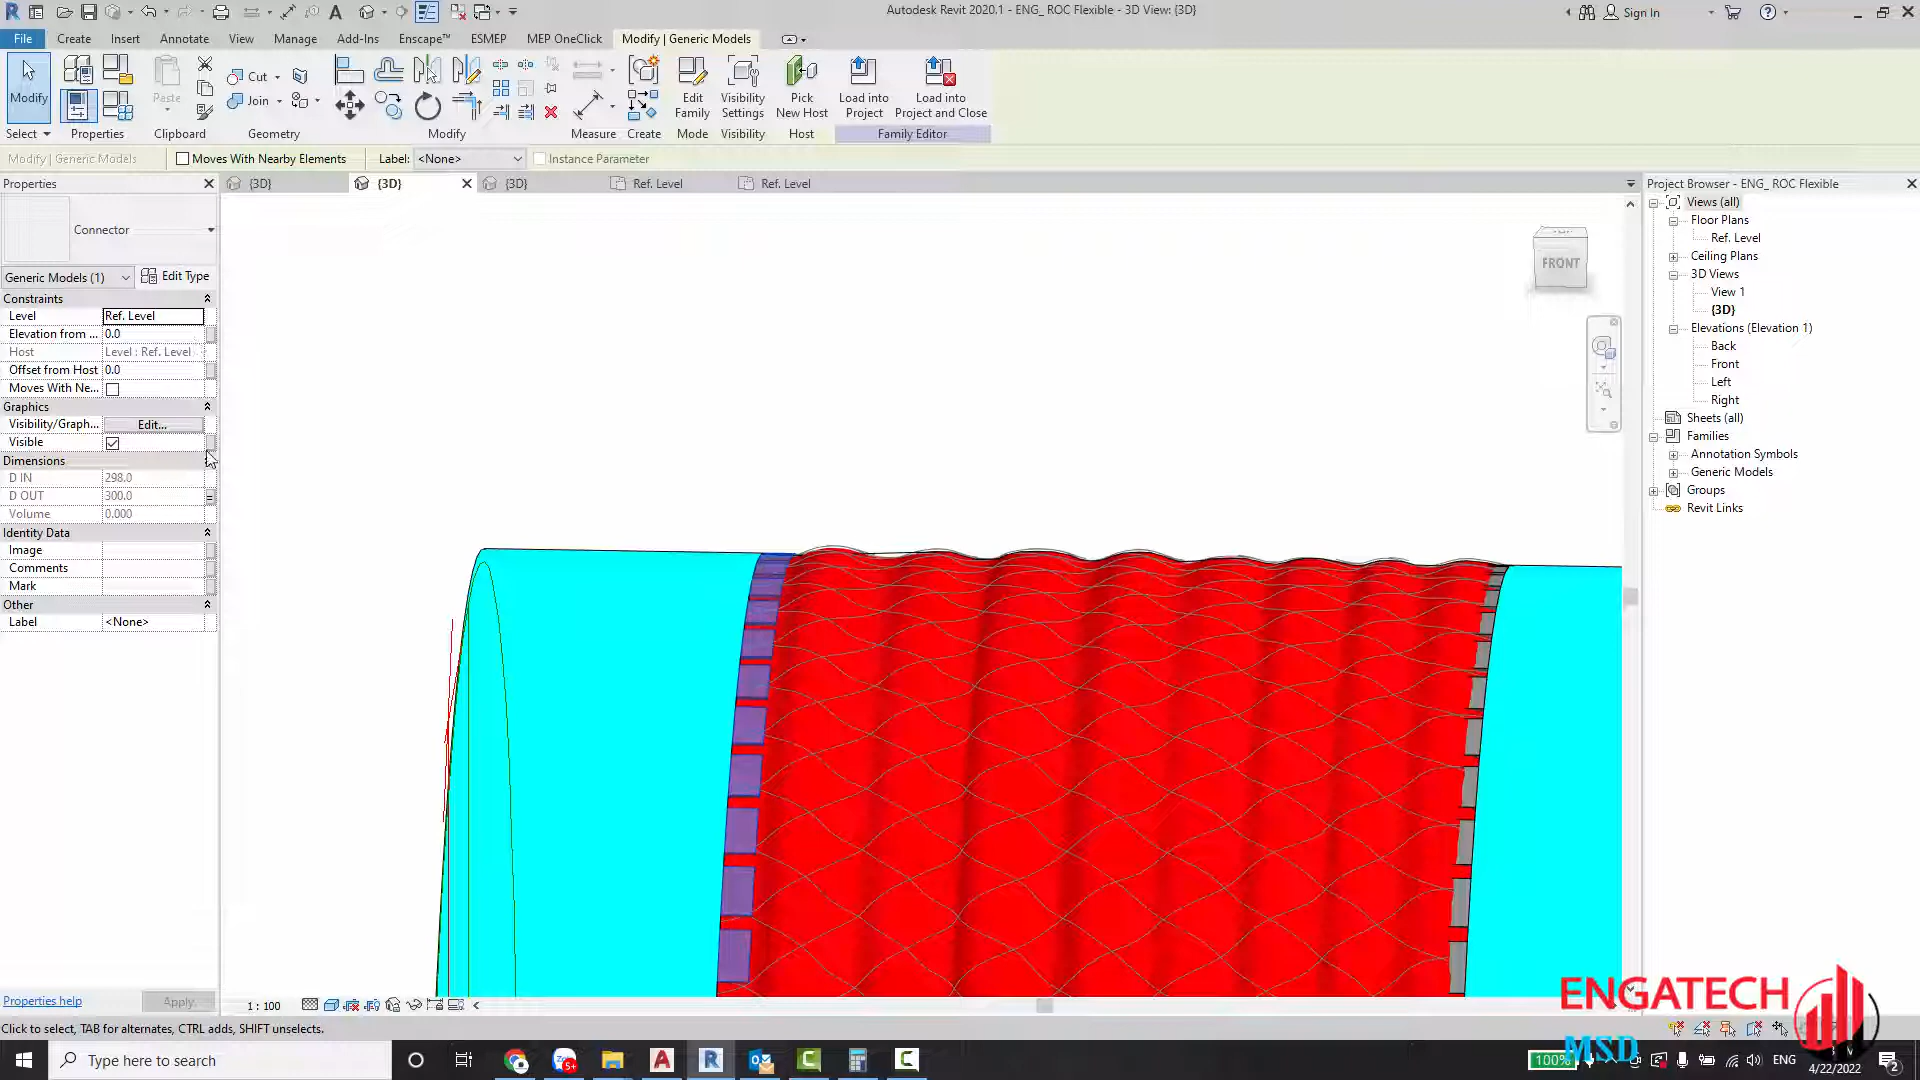 Autodesk Revit 2020.1 - ENG_ ROC Flexible - 3D View: {3D}
Sign In
File Create Insert Annotate View Manage Add-Ins Enscape™ ESMEP MEP OneClick Modify | Generic Models
Modify
Paste
Cut
Join
Edit Family
Visibility Settings
Pick New Host
Load into Project
Load into Project and Close
Select Properties Clipboard Geometry Modify Measure Create Mode Visibility Host Family Editor
Modify | Generic Models
Moves With Nearby Elements
Label: <None>
Instance Parameter
Properties
{3D} {3D} {3D} Ref. Level Ref. Level
Project Browser - ENG_ ROC Flexible
Connector
Generic Models (1) Edit Type
Constraints
Level Ref. Level
Elevation from ... 0.0
Host Level : Ref. Level
Offset from Host 0.0
Moves With Ne...
Graphics
Visibility/Graph... Edit...
Visible
Dimensions
D IN 298.0
D OUT 300.0
Volume 0.000
Identity Data
Image
Comments
Mark
Other
Label <None>
Properties help Apply
FRONT
Views (all)
Floor Plans
Ref. Level
Ceiling Plans
3D Views
View 1
{3D}
Elevations (Elevation 1)
Back
Front
Left
Right
Sheets (all)
Families
Annotation Symbols
Generic Models
Groups
Revit Links
1 : 100
ENGATECH
MSD
Click to select, TAB for alternates, CTRL adds, SHIFT unselects.
Type here to search
100%
ENG
4/22/2022
2